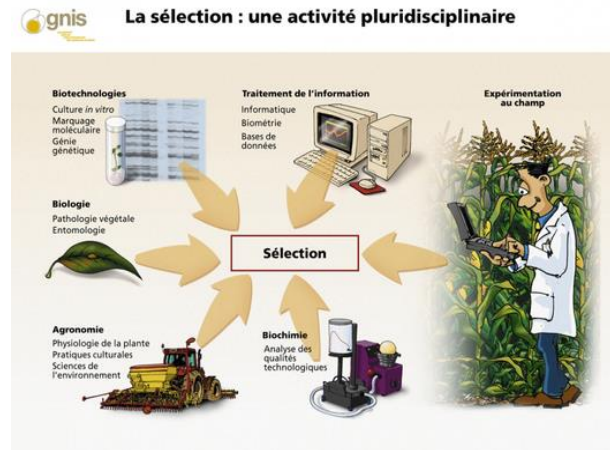 gnis
La sélection : une activité pluridisciplinaire
Biotechnologies
Culture in vitro
Marquage
moléculaire
Génie
génétique
Traitement de l'information
Informatique
Biométrie
Bases de
données
Expérimentation
au champ
Biologie
Pathologie végétale
Entomologie
Sélection
Agronomie
Physiologie de la plante
Pratiques culturales
Sciences de
l'environnement
Biochimie
Analyse des
qualités
technologiques